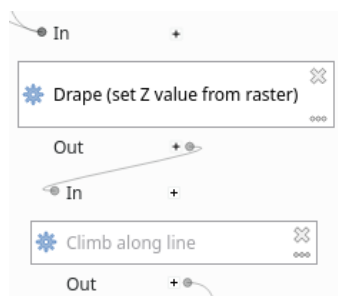 In +
Drape (set Z value from raster)
Out +
In +
Climb along line
Out +